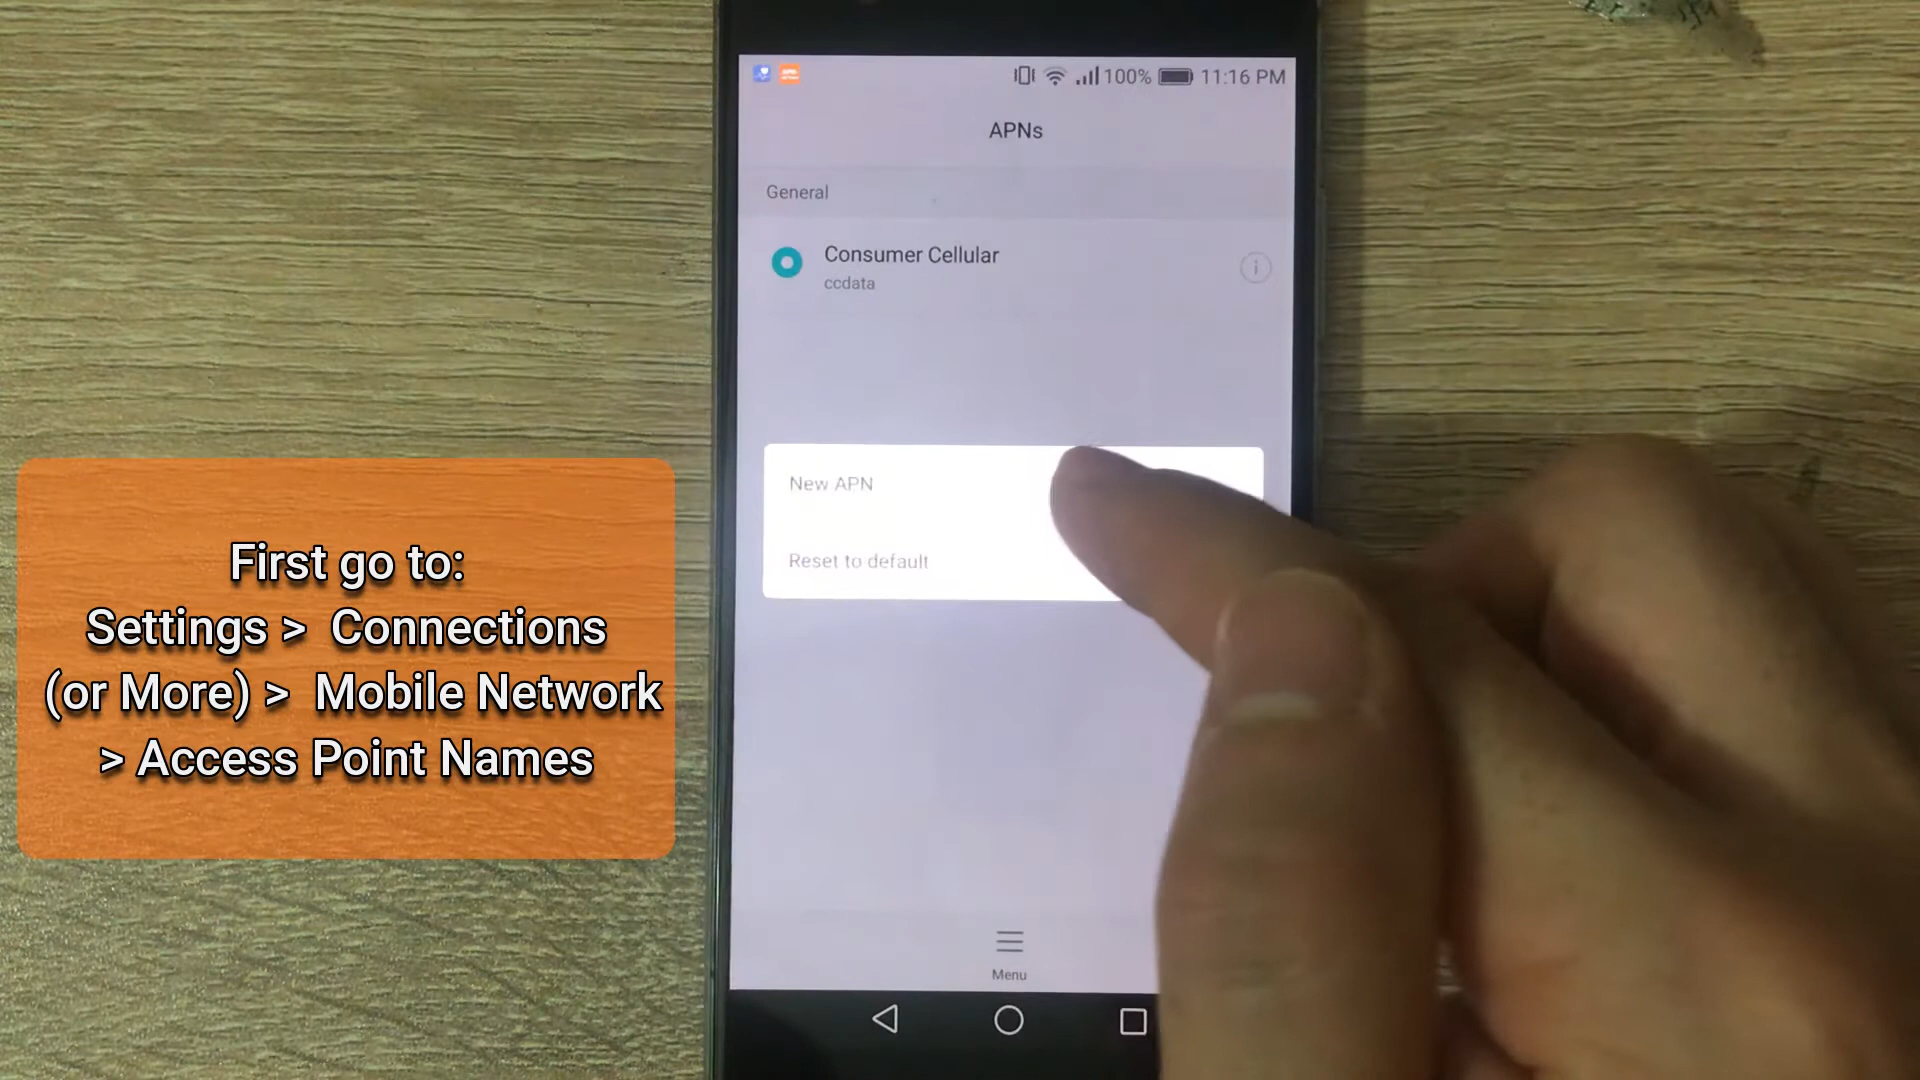 100% 11:16 PM
APNs
General
Consumer Cellular
ccdata
New APN
Reset to default
Menu
First go to:
Settings > Connections
(or More) > Mobile Network
> Access Point Names